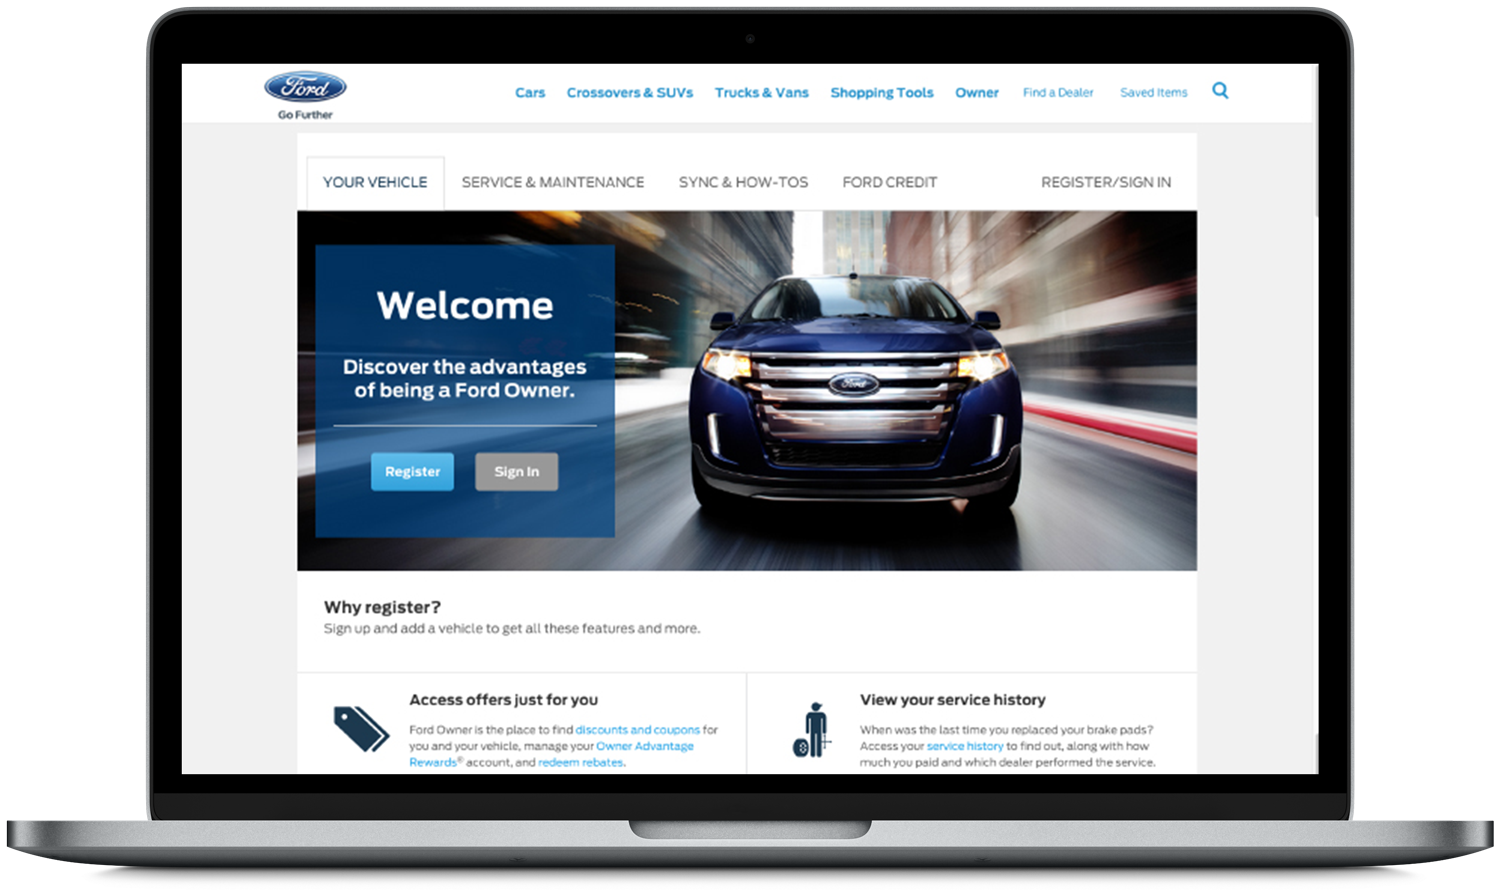 Ford
Go Further
Cars Crossovers & SUVs Trucks & Vans Shopping Tools Owner Find a Dealer Saved Items
YOUR VEHICLE SERVICE & MAINTENANCE SYNC & HOW-TOS FORD CREDIT REGISTER/SIGN IN
Welcome
Discover the advantages
of being a Ford Owner.
Register Sign In
Ford
Why register?
Sign up and add a vehicle to get all these features and more.
Access offers just for you
Ford Owner is the place to find discounts and coupons for
you and your vehicle, manage your Owner Advantage
Rewards® account, and redeem rebates.
View your service history
When was the last time you replaced your brake pads?
Access your service history to find out, along with how
much you paid and which dealer performed the service.